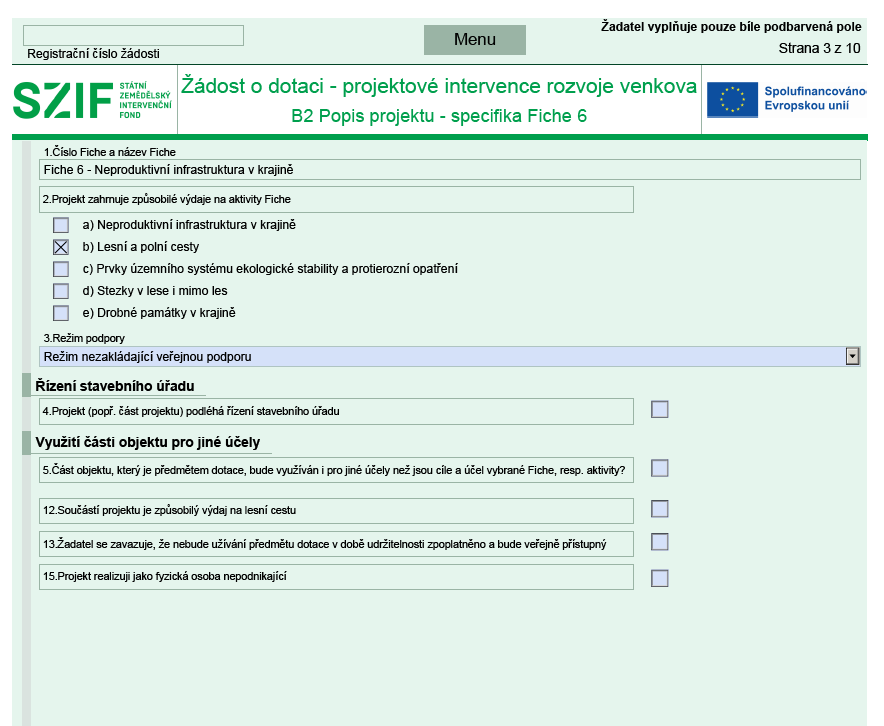 Žadatel vyplňuje pouze bíle podbarvená pole
Registrační číslo žádosti
Menu
Strana 3 z 10
SZIF STÁTNÍ ZEMĚDĚLSKÝ INTERVENČNÍ FOND
Žádost o dotaci - projektové intervence rozvoje venkova
B2 Popis projektu - specifika Fiche 6
Spolufinancováno
Evropskou unií
1.Číslo Fiche a název Fiche
Fiche 6 - Neproduktivní infrastruktura v krajině
2.Projekt zahrnuje způsobilé výdaje na aktivity Fiche
a) Neproduktivní infrastruktura v krajině
b) Lesní a polní cesty
c) Prvky územního systému ekologické stability a protierozní opatření
d) Stezky v lese i mimo les
e) Drobné památky v krajině
3.Režim podpory
Režim nezakládající veřejnou podporu
Řízení stavebního úřadu
4.Projekt (popř. část projektu) podléhá řízení stavebního úřadu
Využití části objektu pro jiné účely
5.Část objektu, který je předmětem dotace, bude využíván i pro jiné účely než jsou cíle a účel vybrané Fiche, resp. aktivity?
12.Součástí projektu je způsobilý výdaj na lesní cestu
13.Žadatel se zavazuje, že nebude užívání předmětu dotace v době udržitelnosti zpoplatněno a bude veřejně přístupný
15.Projekt realizuji jako fyzická osoba nepodnikající